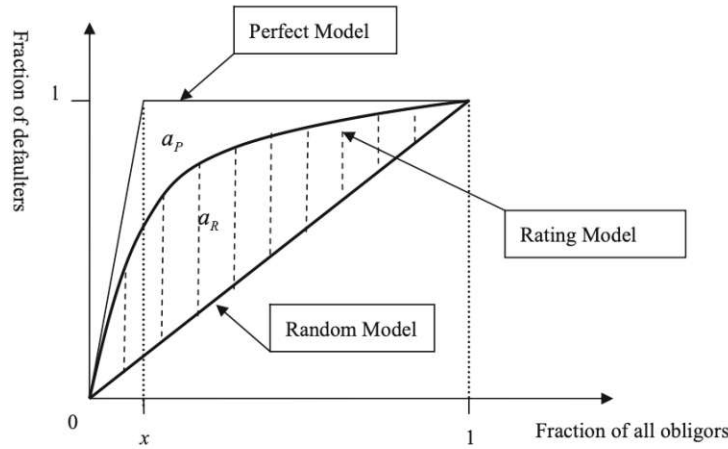 Perfect Model
Fraction of defaulters
1
a_P
a_R
Rating Model
Random Model
0
x
1
Fraction of all obligors